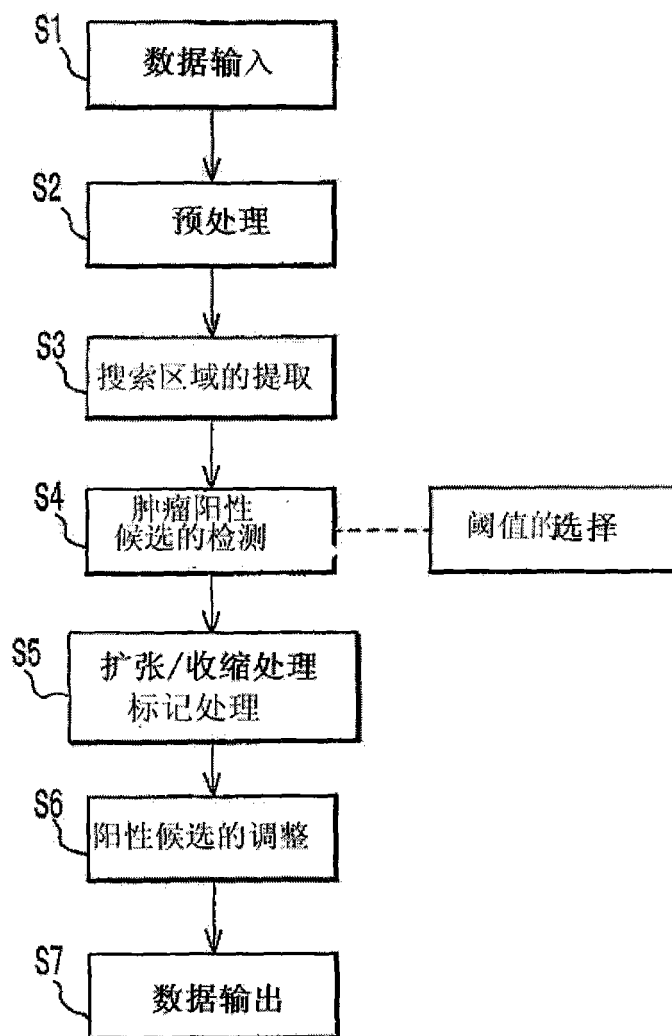 S1
数据输入
S2
预处理
S3
搜索区域的提取
S4
肿瘤阳性
候选的检测
阈值的选择
S5
扩张/收缩处理
标记处理
S6
阳性候选的调整
S7
数据输出